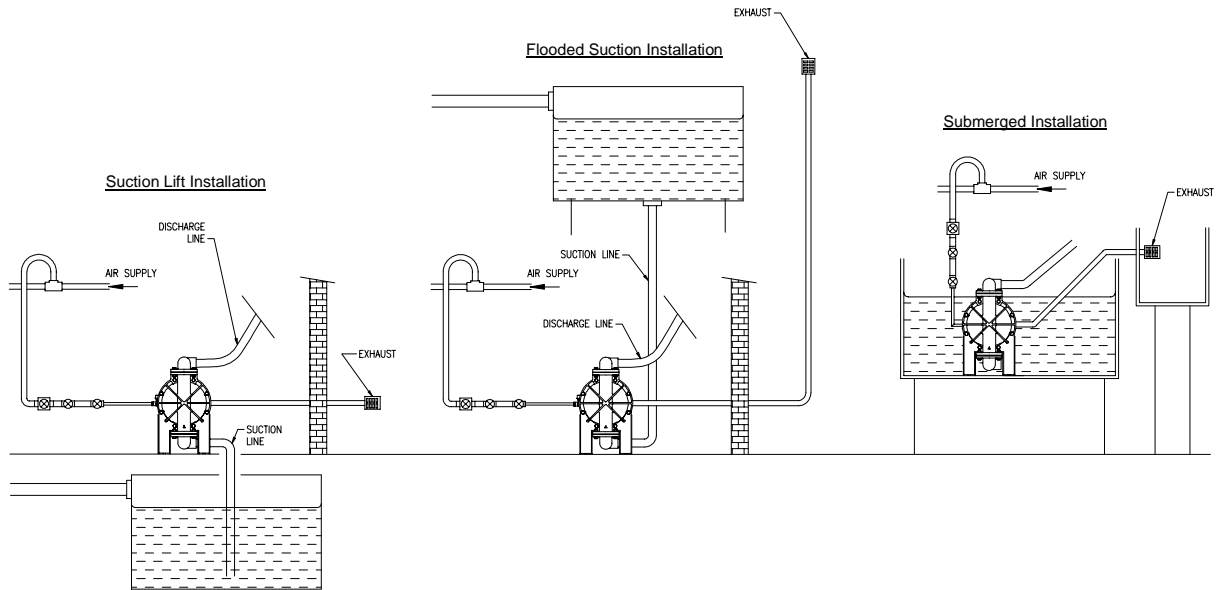 Suction Lift Installation
DISCHARGE
LINE
AIR SUPPLY
EXHAUST
SUCTION
LINE
Flooded Suction Installation
EXHAUST
SUCTION LINE
AIR SUPPLY
DISCHARGE LINE
Submerged Installation
AIR SUPPLY
EXHAUST